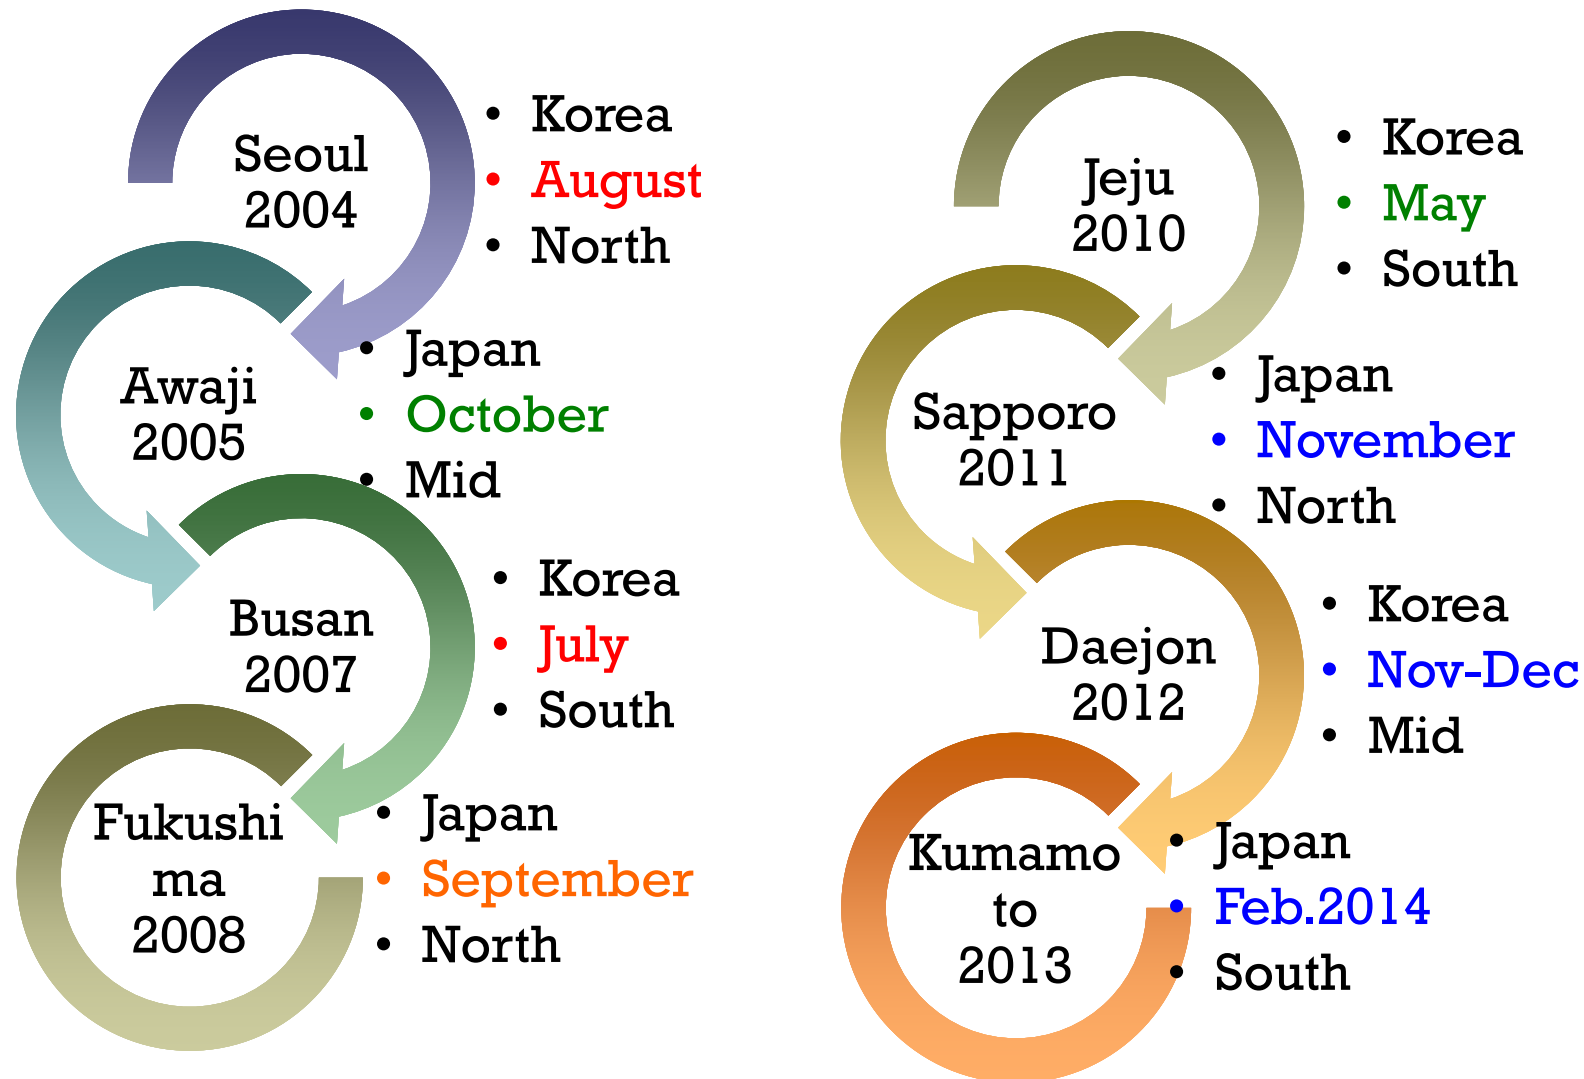 Seoul
2004
• Korea
• August
• North
Awaji
2005
• Japan
• October
• Mid
Busan
2007
• Korea
• July
• South
Fukushi
ma
2008
• Japan
• September
• North
Jeju
2010
• Korea
• May
• South
Sapporo
2011
• Japan
• November
• North
Daejon
2012
• Korea
• Nov-Dec
• Mid
Kumamo
to
2013
• Japan
• Feb.2014
• South